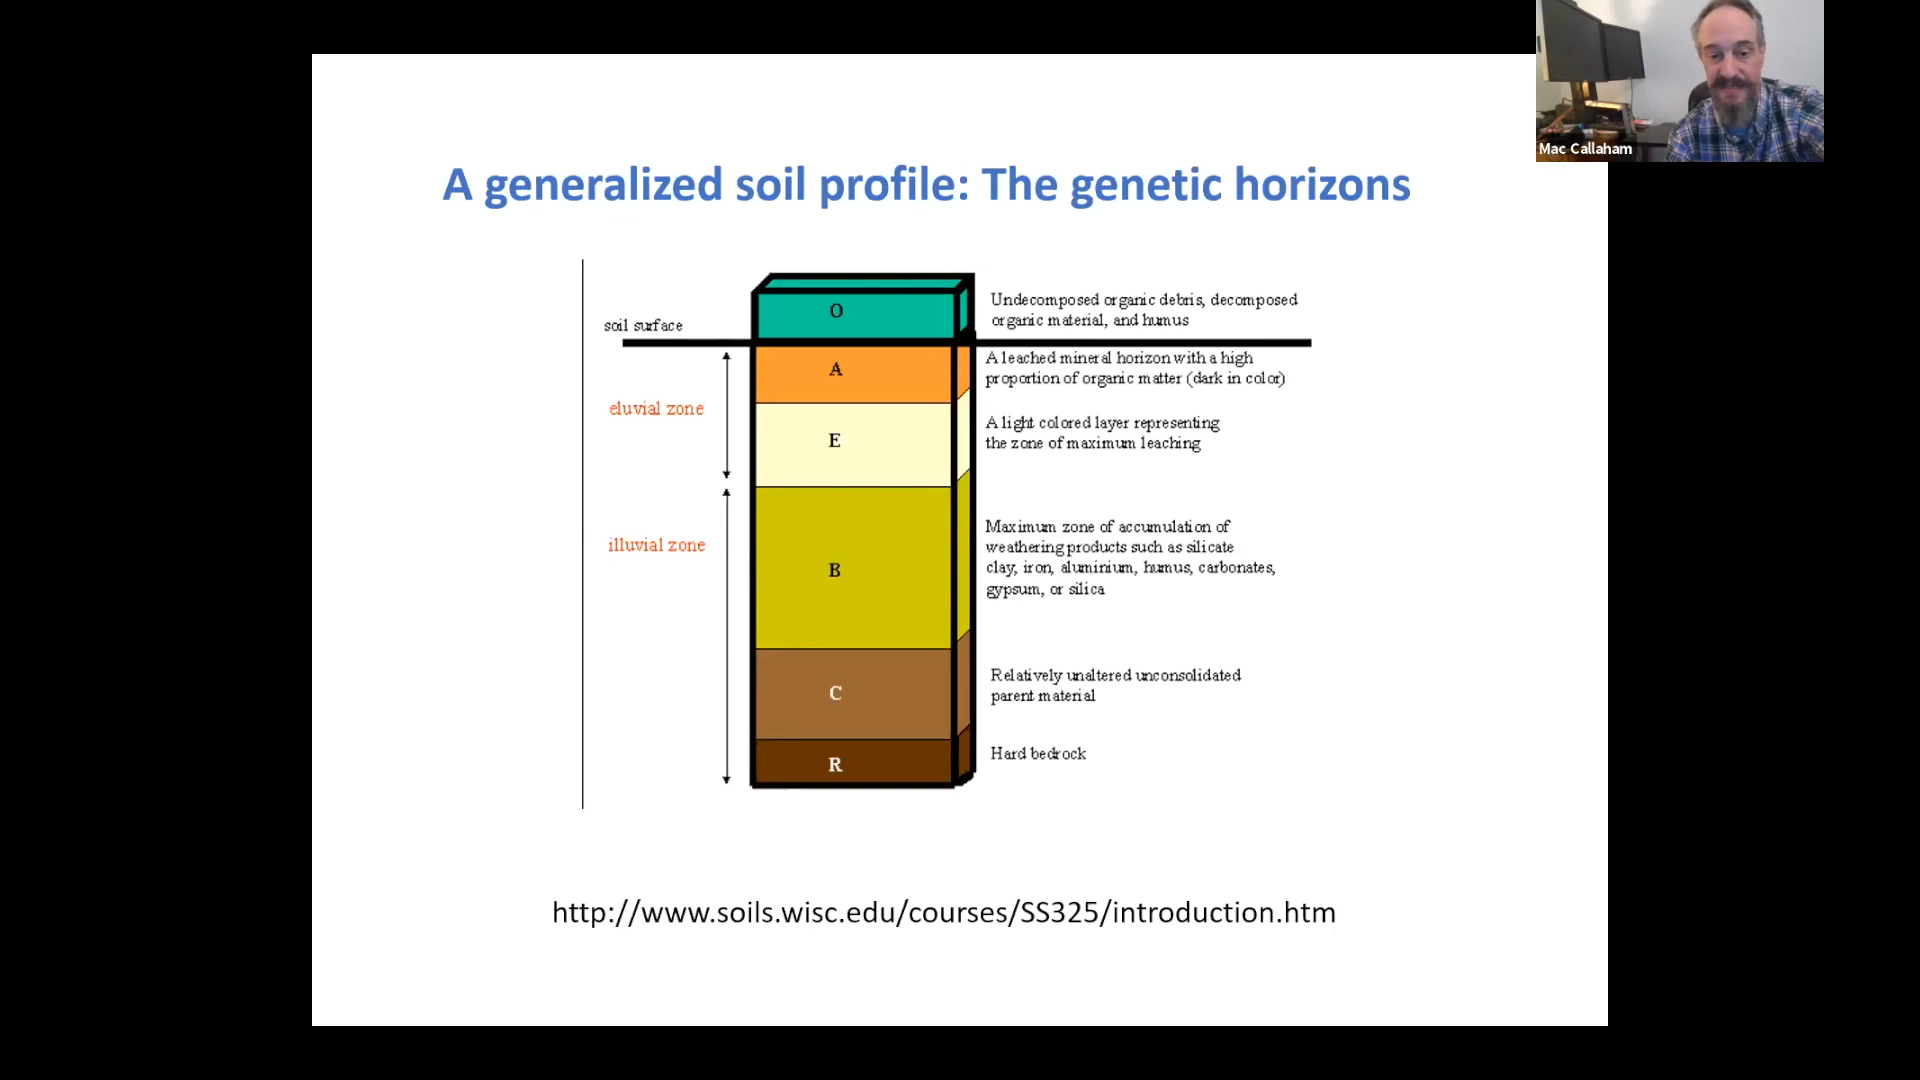 Mac Callaham
A generalized soil profile: The genetic horizons
O
Undecomposed organic debris, decomposed
organic material, and humus
soil surface
A
A leached mineral horizon with a high
proportion of organic matter (dark in color)
eluvial zone
E
A light colored layer representing
the zone of maximum leaching
illuvial zone
B
Maximum zone of accumulation of
weathering products such as silicate
clay, iron, aluminium, humus, carbonates,
gypsum, or silica
C
Relatively unaltered unconsolidated
parent material
R
Hard bedrock
http://www.soils.wisc.edu/courses/SS325/introduction.htm